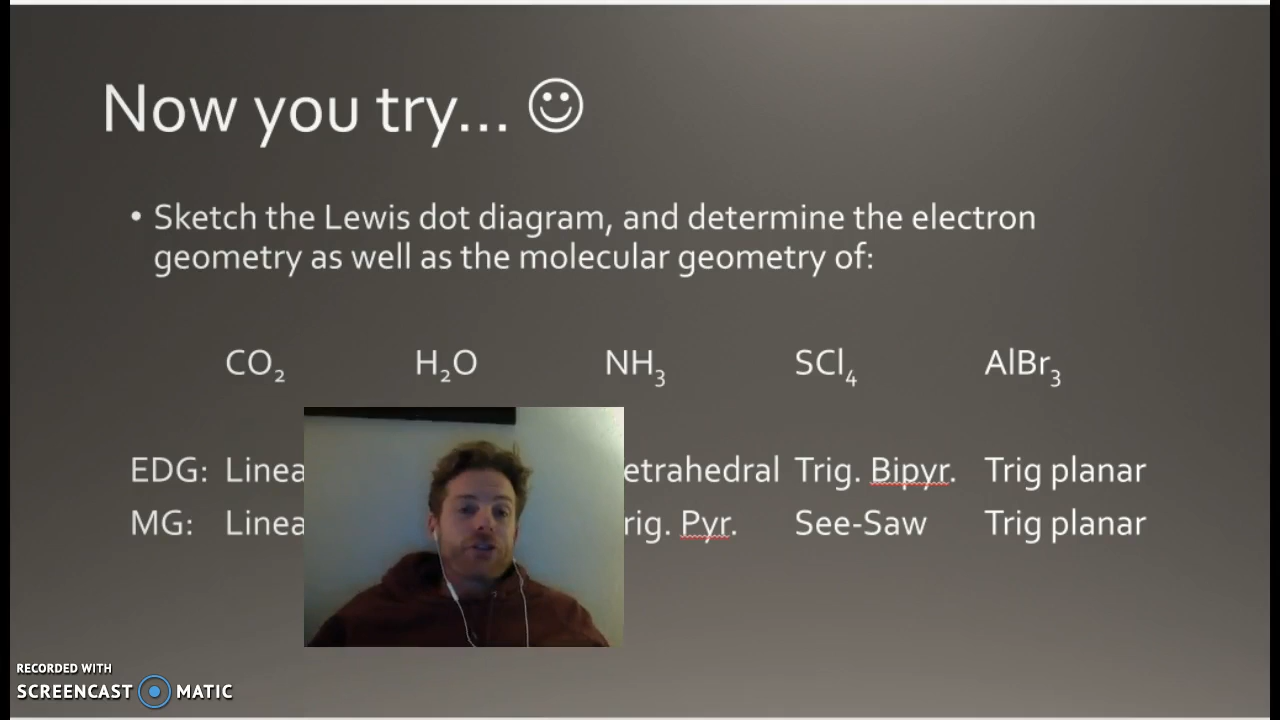 Now you try... ☺
• Sketch the Lewis dot diagram, and determine the electron
geometry as well as the molecular geometry of:
CO₂ H₂O NH₃ SCl₄ AlBr₃
EDG: Linea etrahedral Trig. Bipyr. Trig planar
MG: Linea rig. Pyr. See-Saw Trig planar
RECORDED WITH
SCREENCAST MATIC